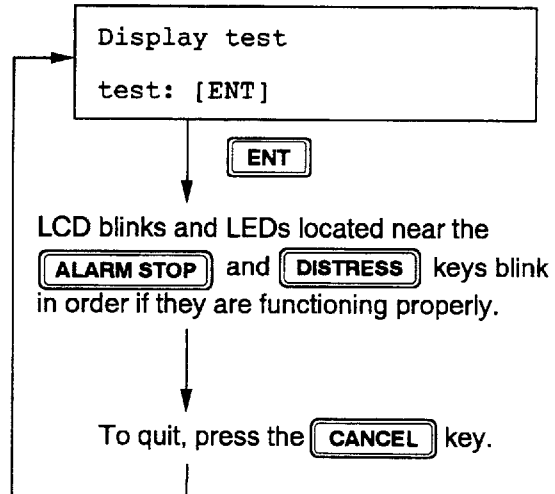 Display test
test: [ENT]
ENT
LCD blinks and LEDs located near the
ALARM STOP and DISTRESS keys blink
in order if they are functioning properly.
To quit, press the CANCEL key.